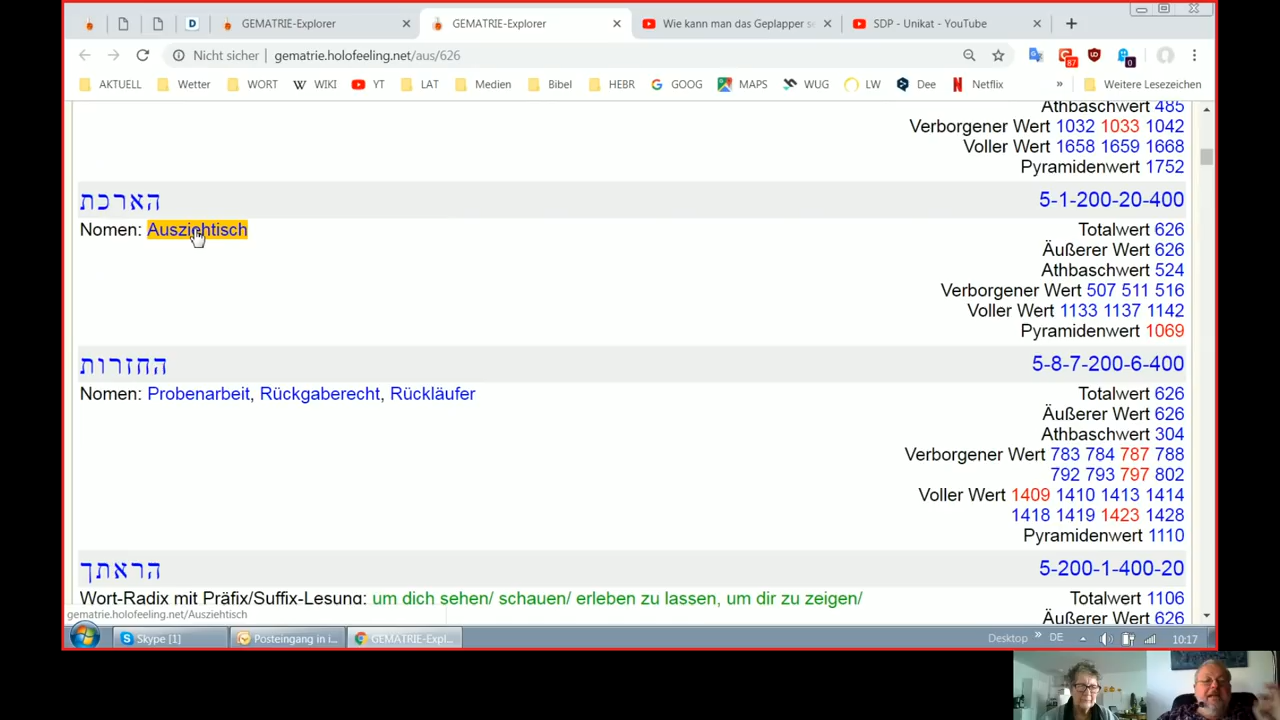 GEMATRIE-Explorer
GEMATRIE-Explorer
Wie kann man das Geplapper s
SDP - Unikat - YouTube
Nicht sicher | gematrie.holofeeling.net/aus/626
87
0
AKTUELL Wetter WORT WIKI YT LAT Medien Bibel HEBR GOOG MAPS WUG LW Dee Netflix » Weitere Lesezeichen
Athbaschwert 485
Verborgener Wert 1032 1033 1042
Voller Wert 1658 1659 1668
Pyramidenwert 1752
הארכת 5-1-200-20-400
Nomen: Ausziehtisch Totalwert 626
Äußerer Wert 626
Athbaschwert 524
Verborgener Wert 507 511 516
Voller Wert 1133 1137 1142
Pyramidenwert 1069
החזרות 5-8-7-200-6-400
Nomen: Probenarbeit, Rückgaberecht, Rückläufer Totalwert 626
Äußerer Wert 626
Athbaschwert 304
Verborgener Wert 783 784 787 788
792 793 797 802
Voller Wert 1409 1410 1413 1414
1418 1419 1423 1428
Pyramidenwert 1110
הראתך 5-200-1-400-20
Wort-Radix mit Präfix/Suffix-Lesung: um dich sehen/ schauen/ erleben zu lassen, um dir zu zeigen/ Totalwert 1106
Äußerer Wert 626
gematrie.holofeeling.net/Ausziehtisch
Skype [1] Posteingang in i... GEMATRIE-Expl... Desktop » DE 10:17